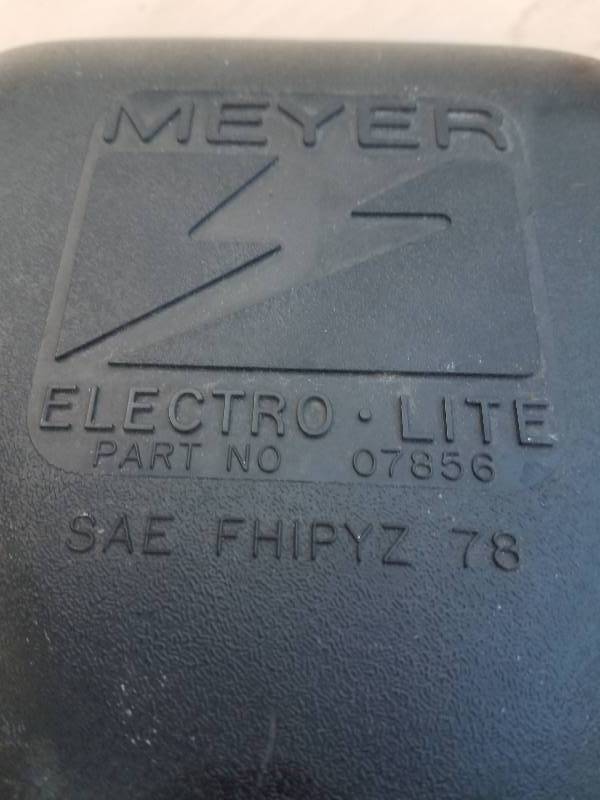 MEYER
ELECTRO · LITE
PART NO 07856
SAE FHIPYZ 78